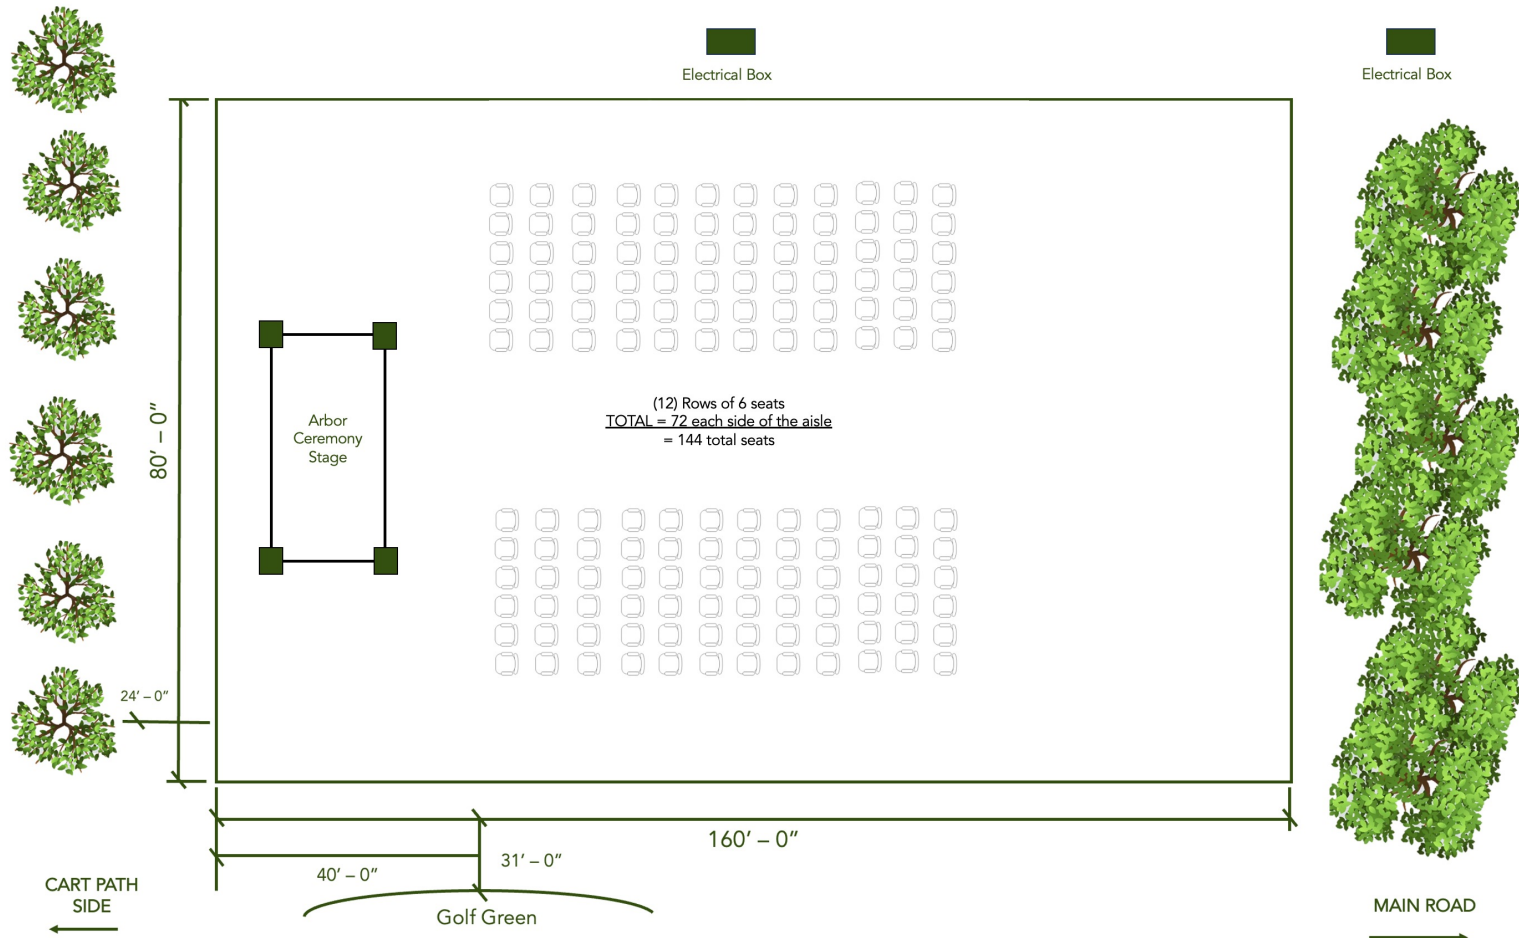 Electrical Box
Electrical Box
(12) Rows of 6 seats
TOTAL = 72 each side of the aisle
= 144 total seats
Arbor
Ceremony
Stage
80’ – 0”
24’ – 0”
160’ – 0”
31’ – 0”
40’ – 0”
CART PATH
SIDE
Golf Green
MAIN ROAD